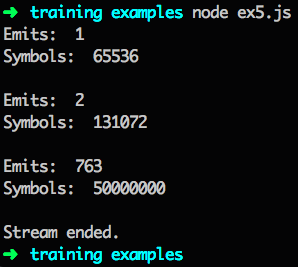 ➜ training examples node ex5.js
Emits: 1
Symbols: 65536

Emits: 2
Symbols: 131072

Emits: 763
Symbols: 50000000

Stream ended.
➜ training examples